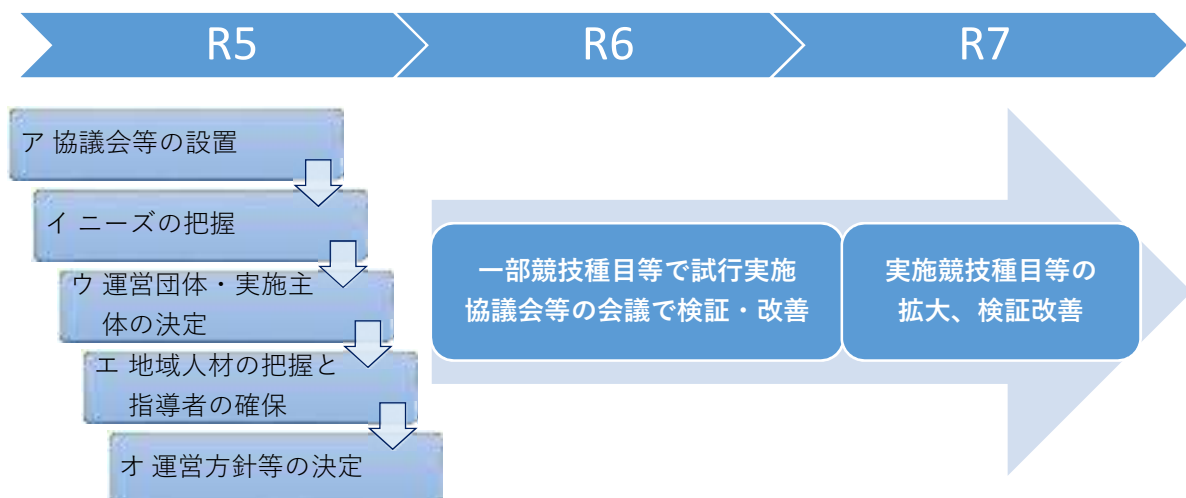 R5
R6
R7
ア 協議会等の設置
イ ニーズの把握
ウ 運営団体・実施主
体の決定
エ 地域人材の把握と
指導者の確保
オ 運営方針等の決定
一部競技種目等で試行実施
協議会等の会議で検証・改善
実施競技種目等の
拡大、検証改善